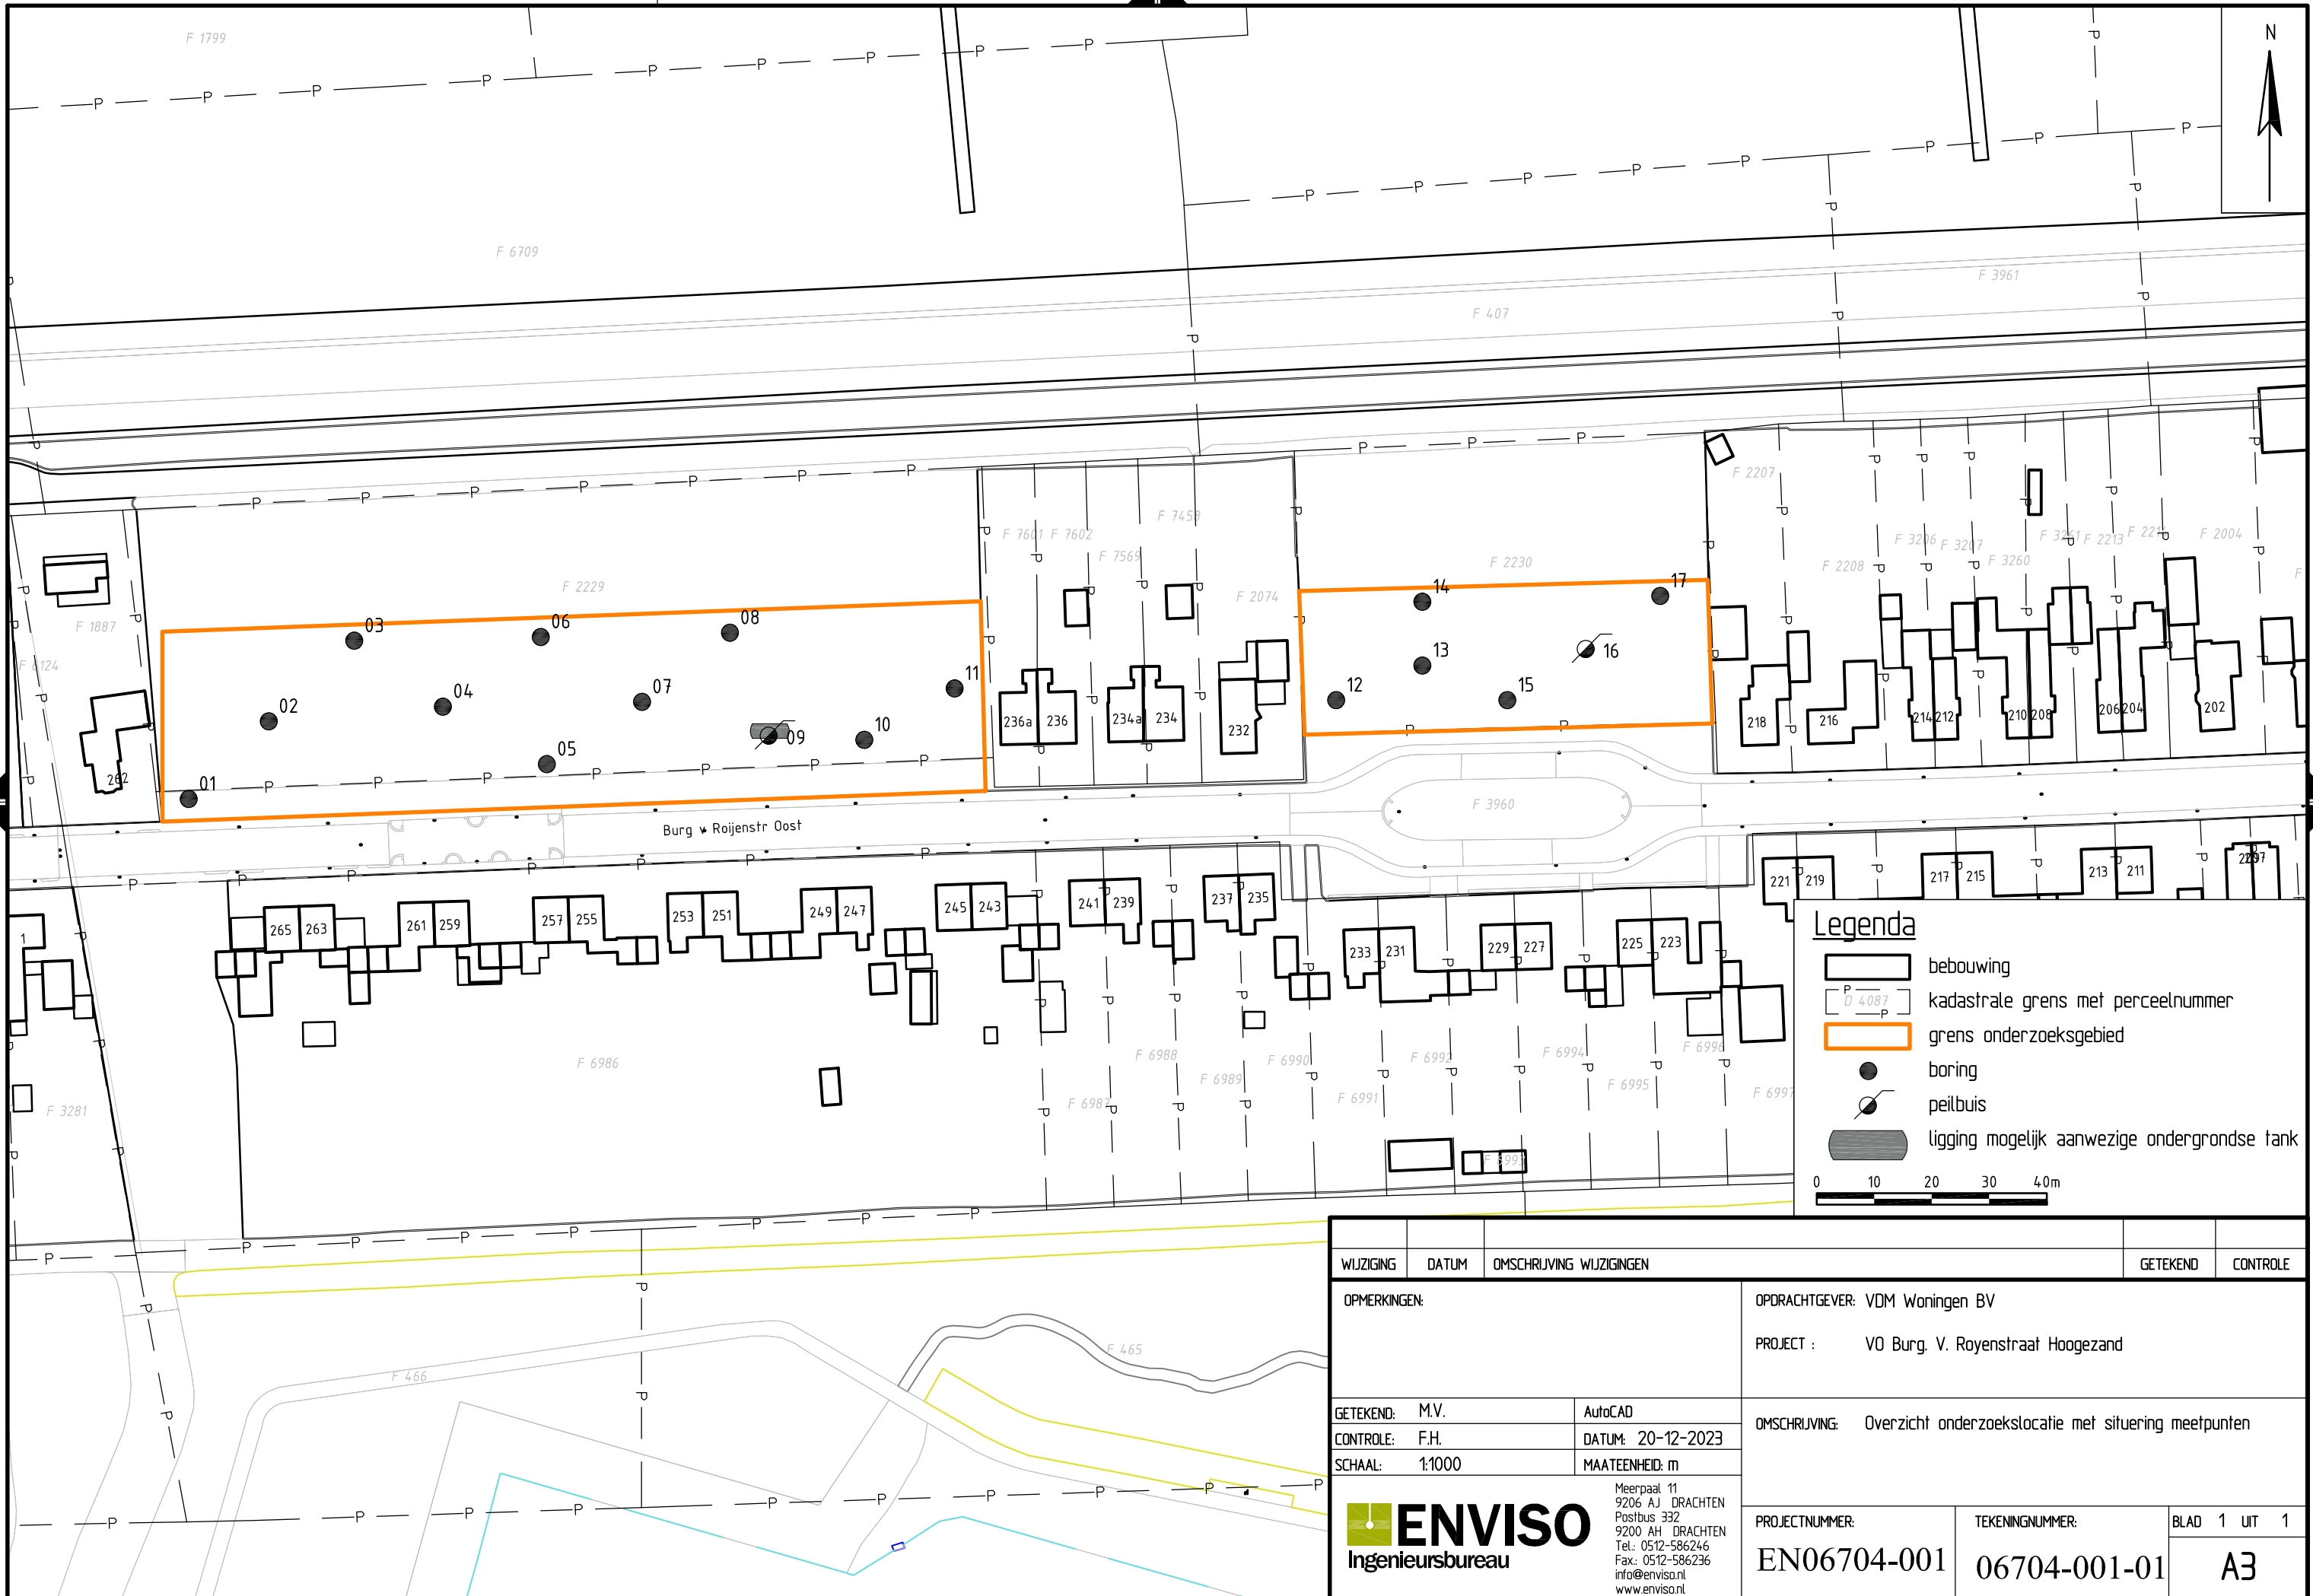 F 1799
N
F 6709
F 3961
F 407
F 2207
F 7458
F 7601 F 7602
F 7569
F 2004
F 3261
F 2213
F 3206
F 3207
F 3260
F 2230
F 2208
F 2229
F 2074
F 1887
F 6124
14
17
03
06
08
13
16
11
12
15
04
07
02
10
09
05
01
262
236a
236
234a
234
232
218
216
214
212
210
208
206
204
202
F 3960
Burg v Roijenstr Oost
221
219
217
215
213
211
265
263
261
259
257
255
253
251
249
247
245
243
241
239
237
235
233
231
229
227
225
223
1
F 6986
F 3281
F 6987
F 6988
F 6989
F 6990
F 6991
F 6992
F 6993
F 6994
F 6995
F 6996
F 6997
Legenda
bebouwing
P D 4087 P kadastrale grens met perceelnummer
grens onderzoeksgebied
boring
peilbuis
ligging mogelijk aanwezige ondergrondse tank
0 10 20 30 40m
F 465
F 466
WIJZIGING DATUM OMSCHRIJVING WIJZIGINGEN GETEKEND CONTROLE
OPMERKINGEN:
OPDRACHTGEVER: VDM Woningen BV
PROJECT : VO Burg. V. Royenstraat Hoogezand
GETEKEND: M.V. AutoCAD
CONTROLE: F.H. DATUM: 20-12-2023
SCHAAL: 1:1000 MAATEENHEID: m
OMSCHRIJVING: Overzicht onderzoekslocatie met situering meetpunten
ENVISO
Ingenieursbureau
Meerpaal 11
9206 AJ DRACHTEN
Postbus 332
9200 AH DRACHTEN
Tel.: 0512-586246
Fax.: 0512-586236
info@enviso.nl
www.enviso.nl
PROJECTNUMMER:
EN06704-001
TEKENINGNUMMER:
06704-001-01
BLAD 1 UIT 1
A3